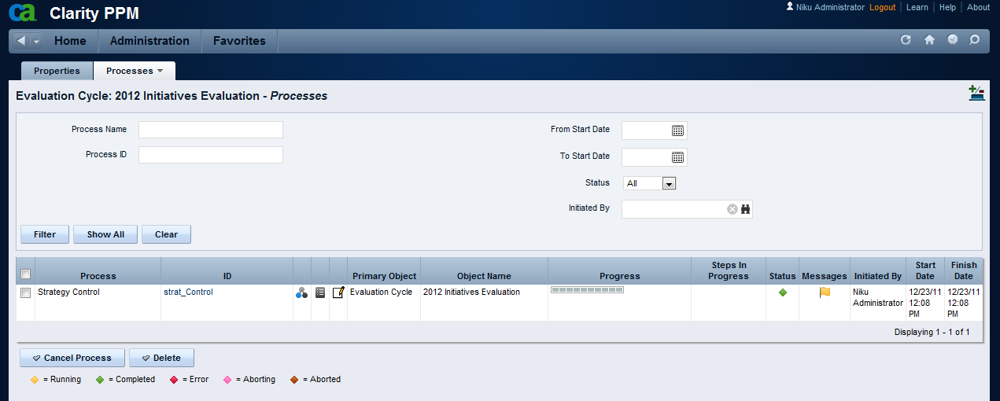 ca Clarity PPM
Niku Administrator Logout Learn Help About
Home Administration Favorites
Properties Processes
Evaluation Cycle: 2012 Initiatives Evaluation - Processes
Process Name
Process ID
From Start Date
To Start Date
Status All
Initiated By
Filter Show All Clear
Process ID Primary Object Object Name Progress Steps In Progress Status Messages Initiated By Start Date Finish Date
Strategy Control strat_Control Evaluation Cycle 2012 Initiatives Evaluation Niku Administrator 12/23/11 12:08 PM 12/23/11 12:08 PM
Displaying 1 - 1 of 1
Cancel Process Delete
= Running = Completed = Error = Aborting = Aborted